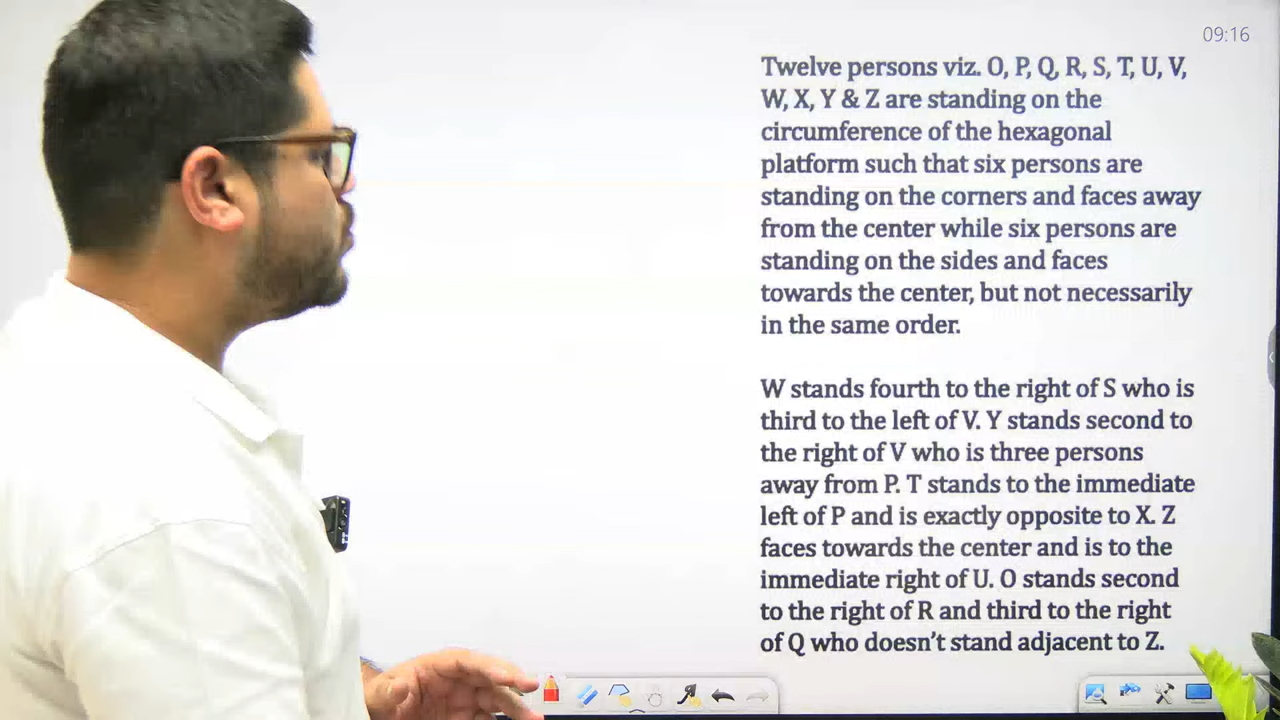 09:16
Twelve persons viz. O, P, Q, R, S, T, U, V,
W, X, Y & Z are standing on the
circumference of the hexagonal
platform such that six persons are
standing on the corners and faces away
from the center while six persons are
standing on the sides and faces
towards the center, but not necessarily
in the same order.
W stands fourth to the right of S who is
third to the left of V. Y stands second to
the right of V who is three persons
away from P. T stands to the immediate
left of P and is exactly opposite to X. Z
faces towards the center and is to the
immediate right of U. O stands second
to the right of R and third to the right
of Q who doesn't stand adjacent to Z.